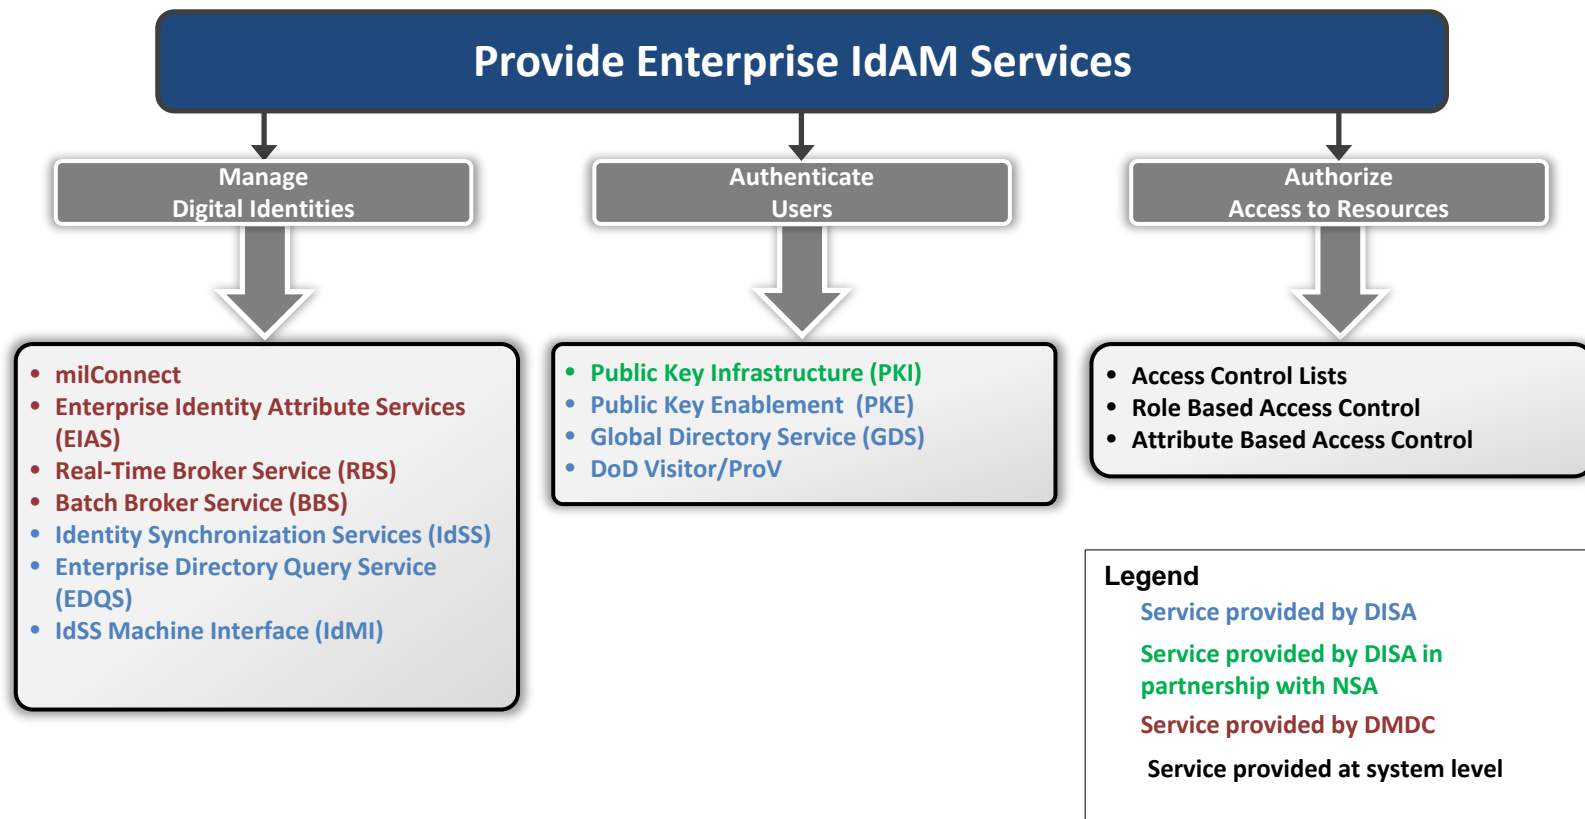 Provide Enterprise IdAM Services
Manage
Digital Identities
Authenticate
Users
Authorize
Access to Resources
• milConnect
• Enterprise Identity Attribute Services
(EIAS)
• Real-Time Broker Service (RBS)
• Batch Broker Service (BBS)
• Identity Synchronization Services (IdSS)
• Enterprise Directory Query Service
(EDQS)
• IdSS Machine Interface (IdMI)
• Public Key Infrastructure (PKI)
• Public Key Enablement (PKE)
• Global Directory Service (GDS)
• DoD Visitor/ProV
• Access Control Lists
• Role Based Access Control
• Attribute Based Access Control
Legend
Service provided by DISA
Service provided by DISA in
partnership with NSA
Service provided by DMDC
Service provided at system level